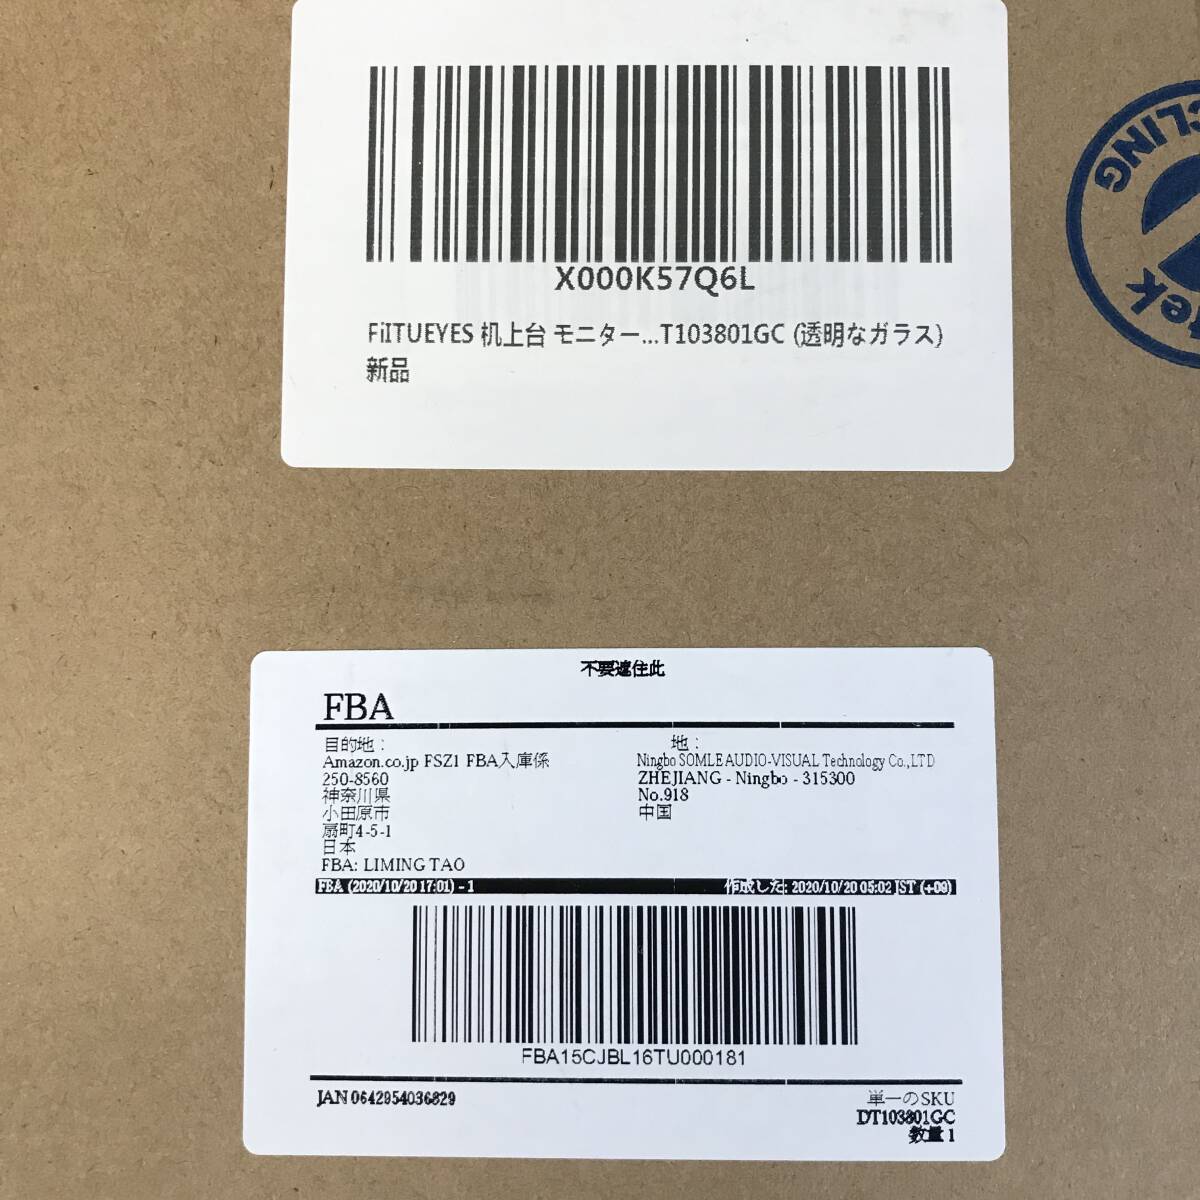 X000K57Q6L
FiITUEYES 机上台 モニター...T103801GC (透明なガラス)
新品
CLING
ek
不要遮住此
FBA
目的地：
Amazon.co.jp FSZ1 FBA入庫係
250-8560
神奈川県
小田原市
扇町4-5-1
日本
FBA: LIMING TAO
地：
Ningbo SOMLE AUDIO-VISUAL Technology Co.,LTD
ZHEJIANG - Ningbo - 315300
No.918
中国
FBA (2020/10/20 17:01) - 1
作成した: 2020/10/20 05:02 JST (+09)
FBA15CJBL16TU000181
JAN 0642954036829
単一のSKU
DT103801GC
数量 1